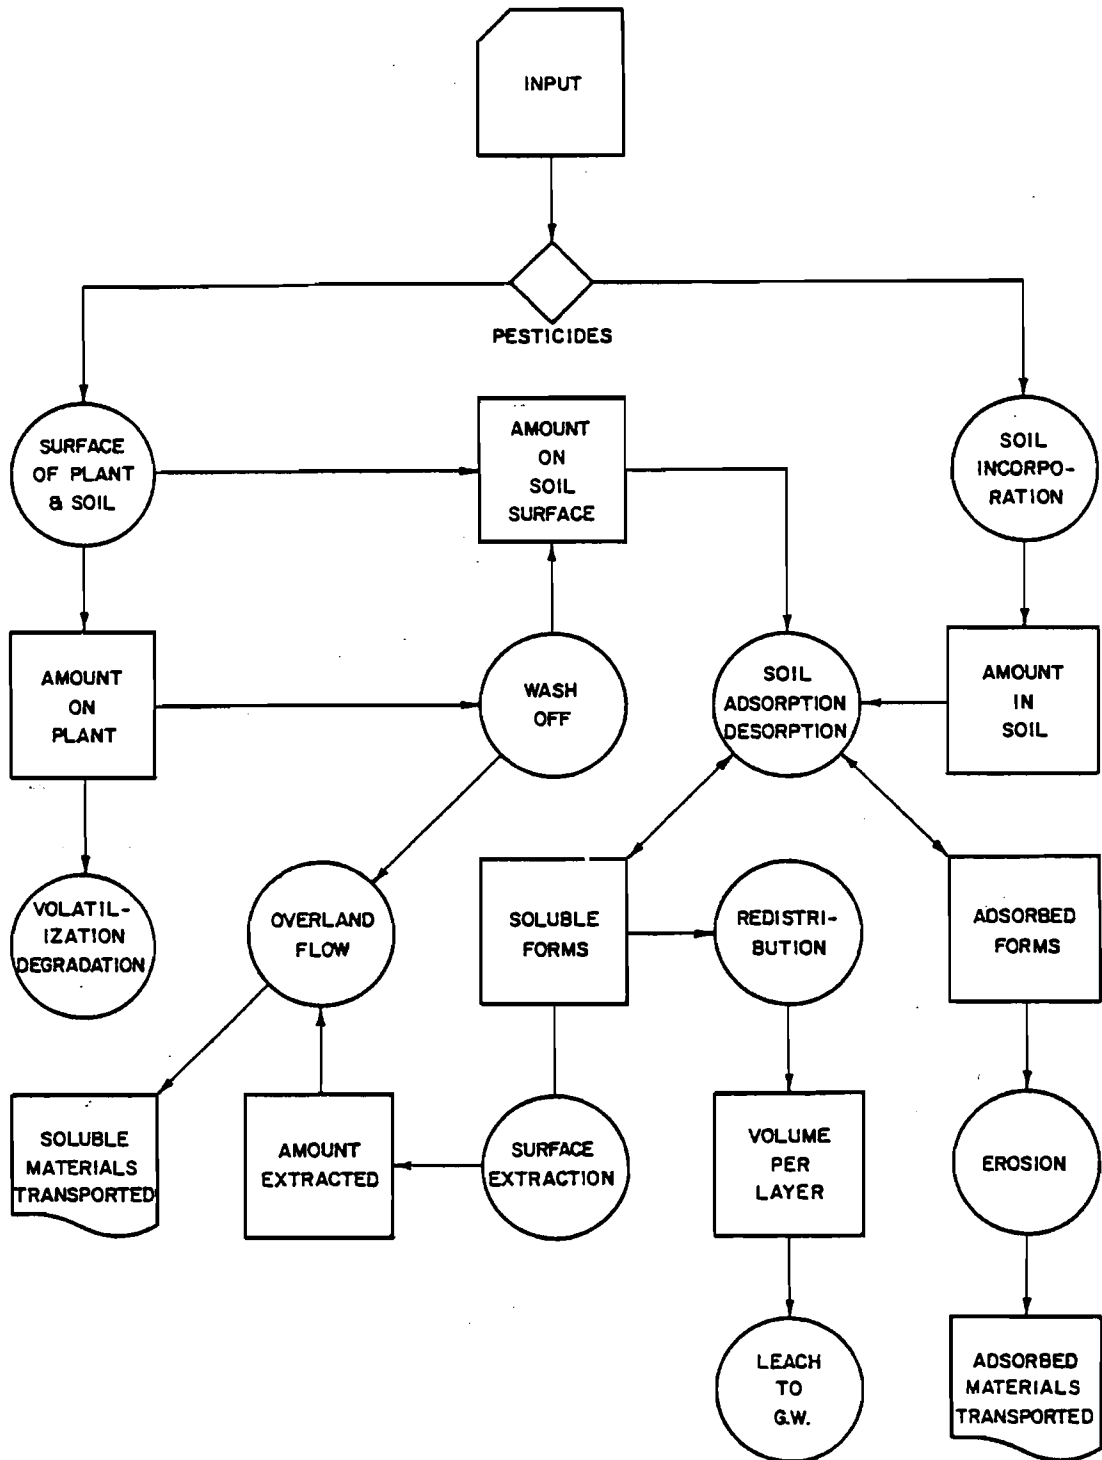 INPUT
PESTICIDES
SURFACE
OF PLANT
& SOIL
AMOUNT
ON
SOIL
SURFACE
SOIL
INCORPO-
RATION
AMOUNT
ON
PLANT
WASH
OFF
SOIL
ADSORPTION
DESORPTION
AMOUNT
IN
SOIL
VOLATIL-
IZATION
DEGRADATION
OVERLAND
FLOW
SOLUBLE
FORMS
REDISTRI-
BUTION
ADSORBED
FORMS
SOLUBLE
MATERIALS
TRANSPORTED
AMOUNT
EXTRACTED
SURFACE
EXTRACTION
VOLUME
PER
LAYER
EROSION
LEACH
TO
G.W.
ADSORBED
MATERIALS
TRANSPORTED